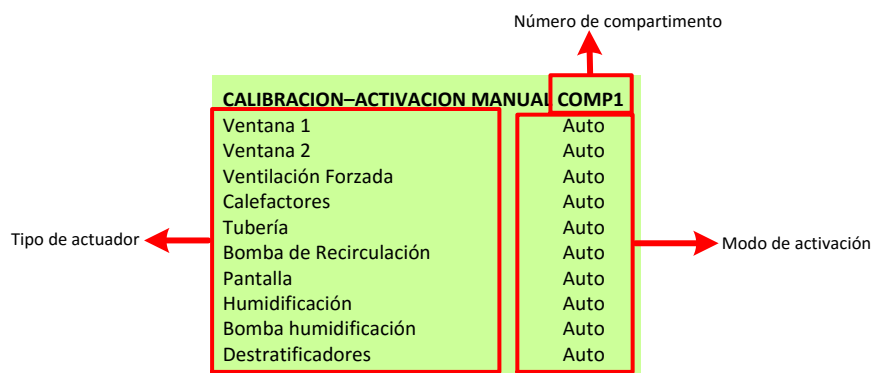 Número de compartimento
CALIBRACION–ACTIVACION MANUAL COMP1
Ventana 1 Auto
Ventana 2 Auto
Ventilación Forzada Auto
Calefactores Auto
Tubería Auto
Tipo de actuador
Modo de activación
Bomba de Recirculación Auto
Pantalla Auto
Humidificación Auto
Bomba humidificación Auto
Destratificadores Auto